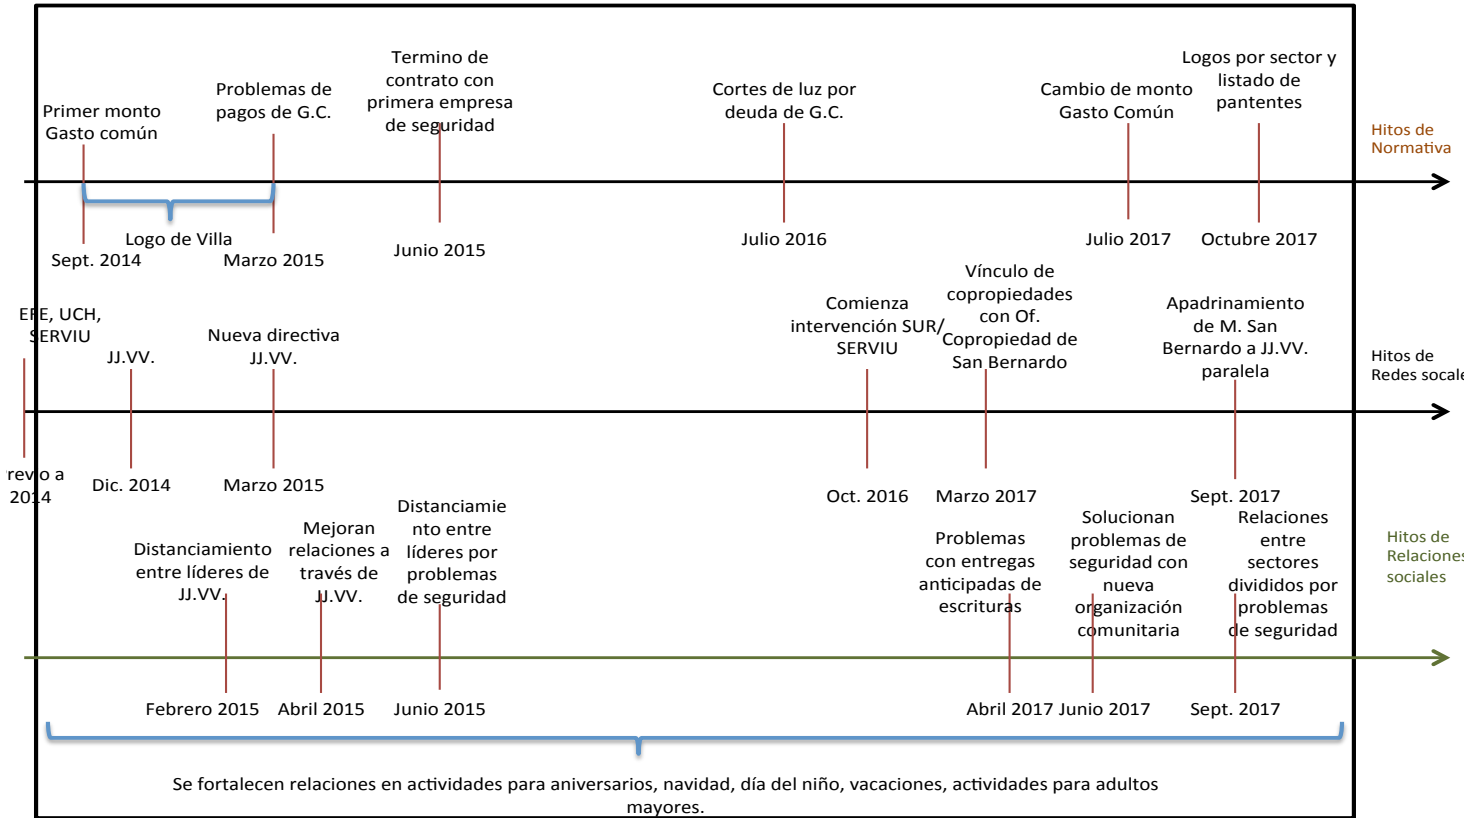 Primer monto
Gasto común
Problemas de
pagos de G.C.
Termino de
contrato con
primera empresa
de seguridad
Cortes de luz por
deuda de G.C.
Cambio de monto
Gasto Común
Logos por sector y
listado de
pantentes
Hitos de
Normativa
Logo de Villa
Sept. 2014
Marzo 2015
Junio 2015
Julio 2016
Julio 2017
Octubre 2017
EFE, UCH,
SERVIU
JJ.VV.
Nueva directiva
JJ.VV.
Comienza
intervención SUR/
SERVIU
Vínculo de
copropiedades
con Of.
Copropiedad de
San Bernardo
Apadrinamiento
de M. San
Bernardo a JJ.VV.
paralela
Hitos de
Redes socale
revio a
2014
Dic. 2014
Marzo 2015
Oct. 2016
Marzo 2017
Sept. 2017
Distanciamiento
entre líderes de
JJ.VV.
Mejoran
relaciones a
través de
JJ.VV.
Distanciamie
nto entre
líderes por
problemas
de seguridad
Problemas
con entregas
anticipadas de
escrituras
Solucionan
problemas de
seguridad con
nueva
organización
comunitaria
Relaciones
entre
sectores
divididos por
problemas
de seguridad
Hitos de
Relaciones
sociales
Febrero 2015
Abril 2015
Junio 2015
Abril 2017
Junio 2017
Sept. 2017
Se fortalecen relaciones en actividades para aniversarios, navidad, día del niño, vacaciones, actividades para adultos
mayores.